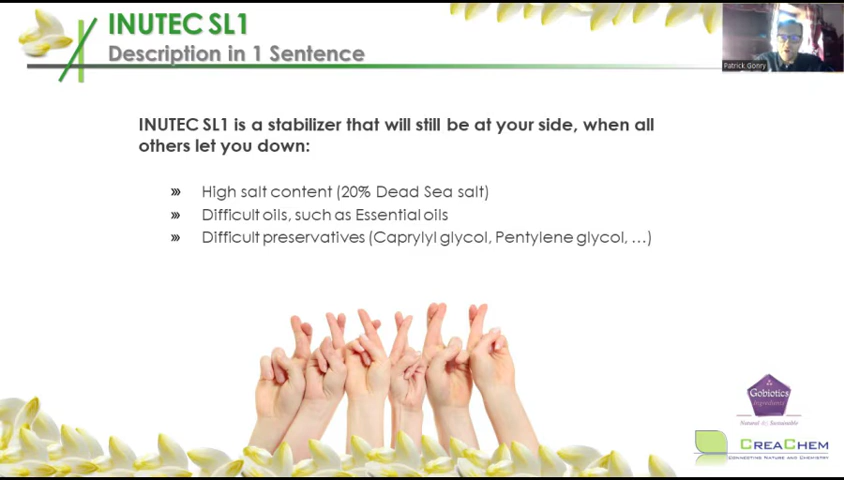 INUTEC SL1
Description in 1 Sentence
Patrick Gonry
INUTEC SL1 is a stabilizer that will still be at your side, when all
others let you down:
»» High salt content (20% Dead Sea salt)
»» Difficult oils, such as Essential oils
»» Difficult preservatives (Caprylyl glycol, Pentylene glycol, …)
Gobiotics
Ingredients
Natural & Sustainable
CREACHEM
CONNECTING NATURE AND CHEMISTRY